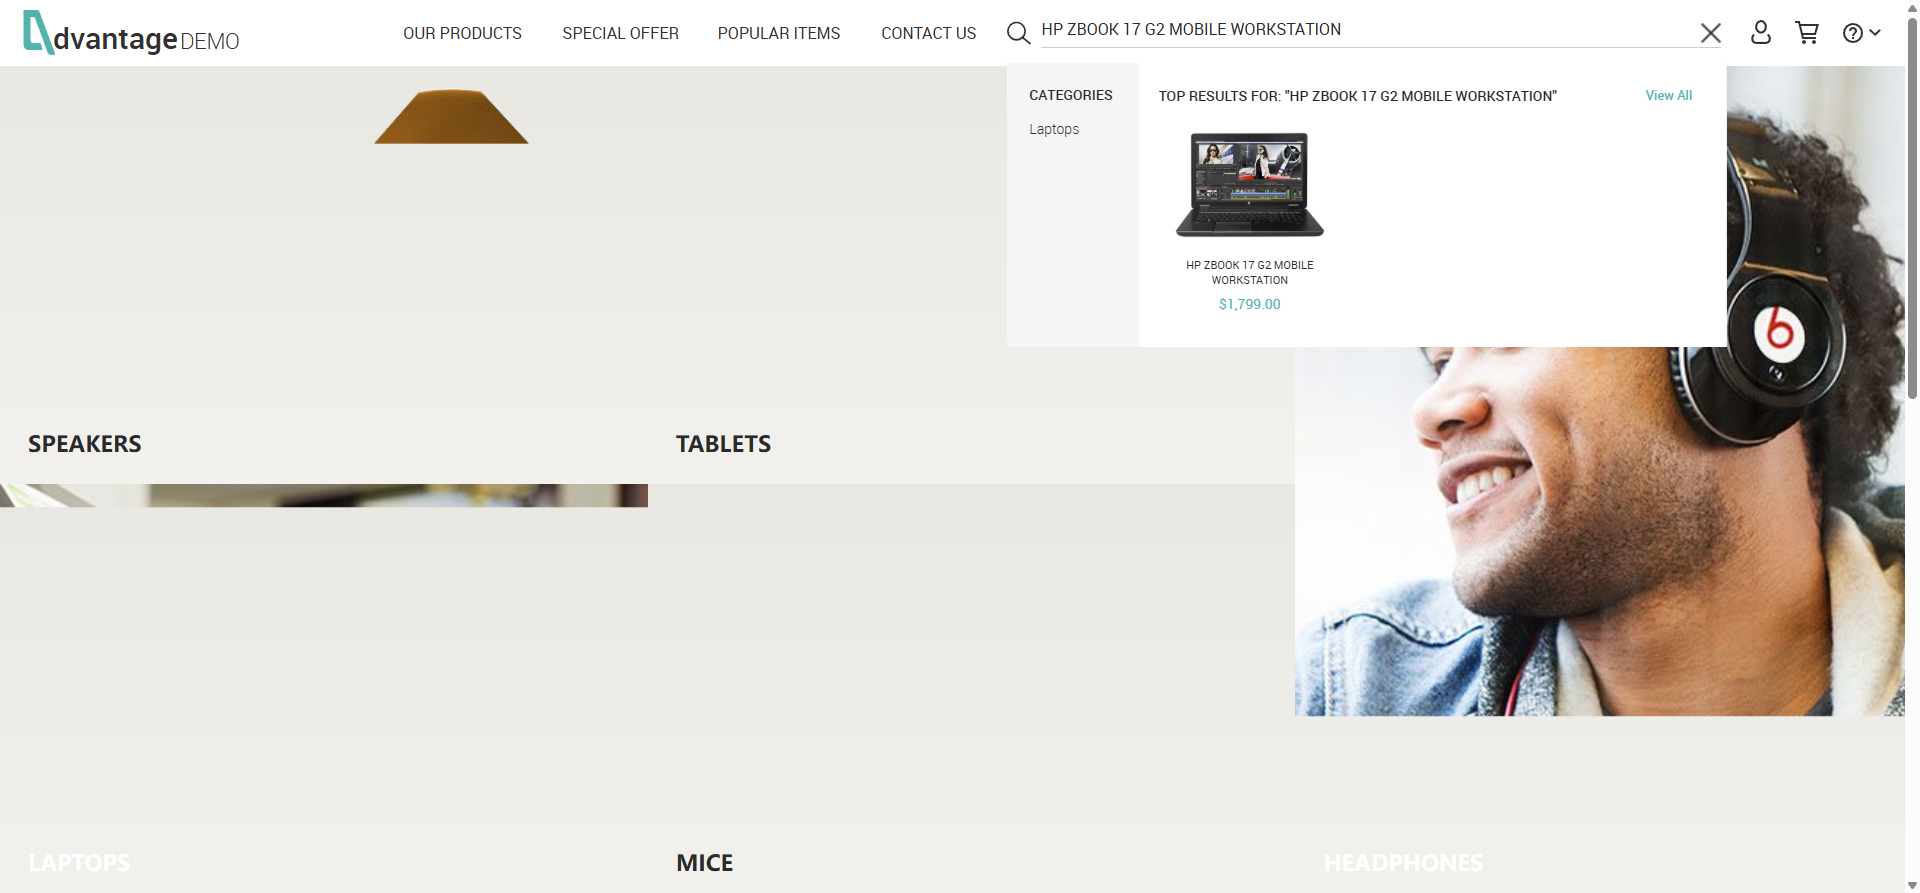 dvantage DEMO
OUR PRODUCTS
SPECIAL OFFER
POPULAR ITEMS
CONTACT US
HP ZBOOK 17 G2 MOBILE WORKSTATION
CATEGORIES
Laptops
TOP RESULTS FOR: "HP ZBOOK 17 G2 MOBILE WORKSTATION"
View All
HP ZBOOK 17 G2 MOBILE
WORKSTATION
$1,799.00
SPEAKERS
TABLETS
LAPTOPS
MICE
HEADPHONES